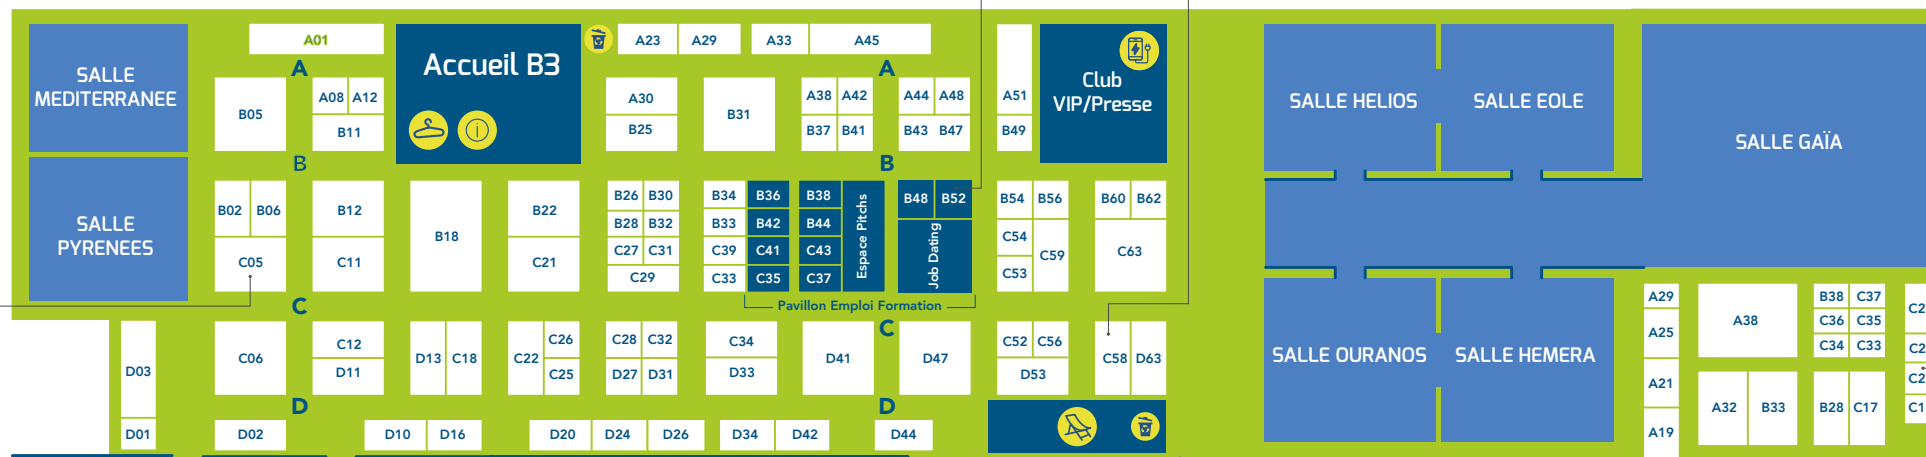 A01
A23 A29 A33 A45
SALLE
MEDITERRANEE
Accueil B3
A A
Club
VIP/Presse
B05 A08 A12 A30 B31 A38 A42 A44 A48 A51
B11 B25 B37 B41 B43 B47 B49
SALLE HELIOS SALLE EOLE
SALLE GAÏA
B B
SALLE
PYRENEES
B02 B06 B12 B18 B22 B26 B30 B34 B36 B38 Espace Pitchs B48 B52 B54 B56 B60 B62
B28 B32 B33 B42 B44 Job Dating C54
C05 C11 C21 C27 C31 C39 C41 C43 C59 C63
C29 C33 C35 C37 C53
Pavillon Emploi Formation
C C
C06 C12 D13 C18 C22 C26 C28 C32 C34 D41 D47 C52 C56 C58 D63
D11 C25 D27 D31 D33 D53
D03
D D
D01 D02 D10 D16 D20 D24 D26 D34 D42 D44
SALLE OURANOS SALLE HEMERA
A29 A38 B38 C37
A25 C36 C35
C34 C33
A21 A32 B33 B28 C17
A19